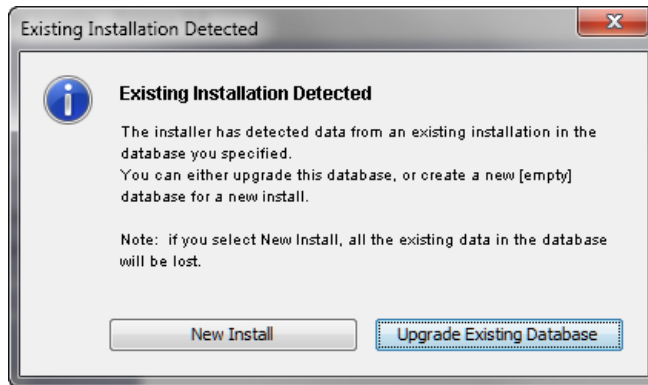 Existing Installation Detected
Existing Installation Detected
The installer has detected data from an existing installation in the
database you specified.
You can either upgrade this database, or create a new [empty]
database for a new install.
Note: if you select New Install, all the existing data in the database
will be lost.
New Install
Upgrade Existing Database